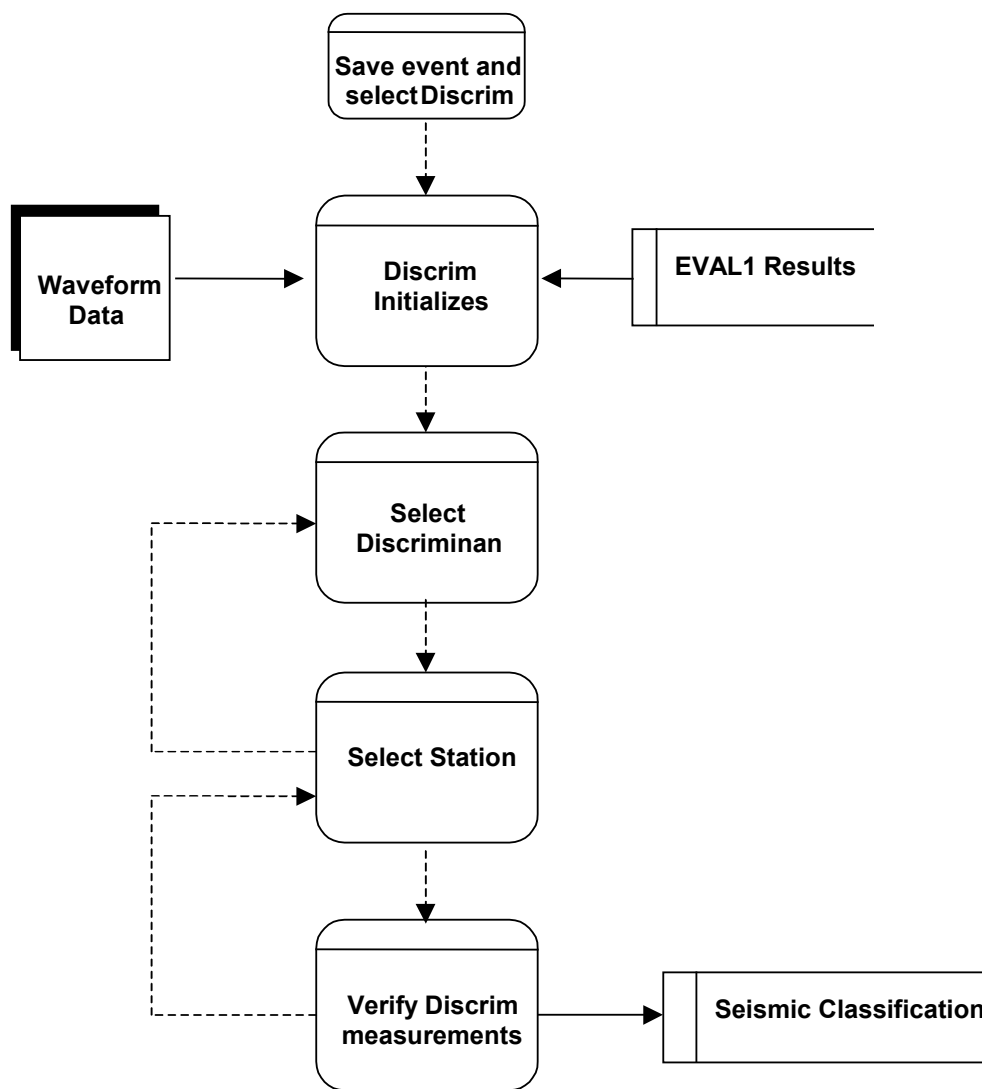 Save event and
select Discrim
Waveform
Data
Discrim
Initializes
EVAL1 Results
Select
Discriminan
Select Station
Verify Discrim
measurements
Seismic Classification